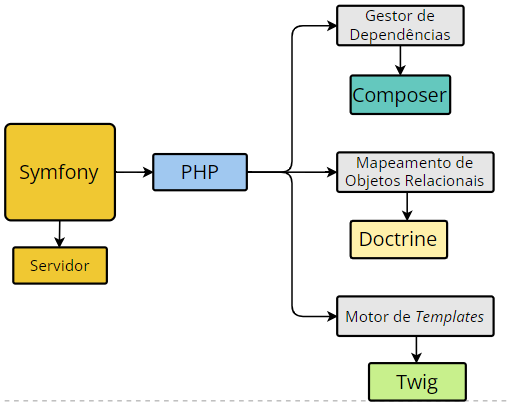 Gestor de
Dependências
Composer
Symfony
PHP
Mapeamento de
Objetos Relacionais
Doctrine
Servidor
Motor de Templates
Twig